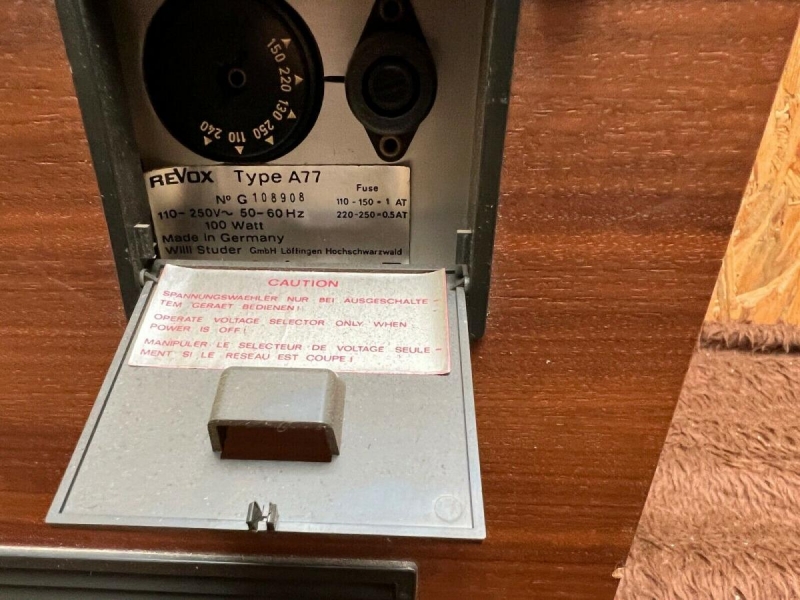 150
220
130
250
110
240
REVOX Type A77
Nº G 108908
110-250V~ 50-60Hz
100 Watt
Made in Germany
Willi Studer GmbH Löffingen Hochschwarzwald
Fuse
110-150=1 AT
220-250=0.5AT
CAUTION
SPANNUNGSWAEHLER NUR BEI AUSGESCHALTE-
TEM GERAET BEDIENEN!
OPERATE VOLTAGE SELECTOR ONLY WHEN
POWER IS OFF!
MANIPULER LE SELECTEUR DE VOLTAGE SEULE-
MENT SI LE RESEAU EST COUPE!